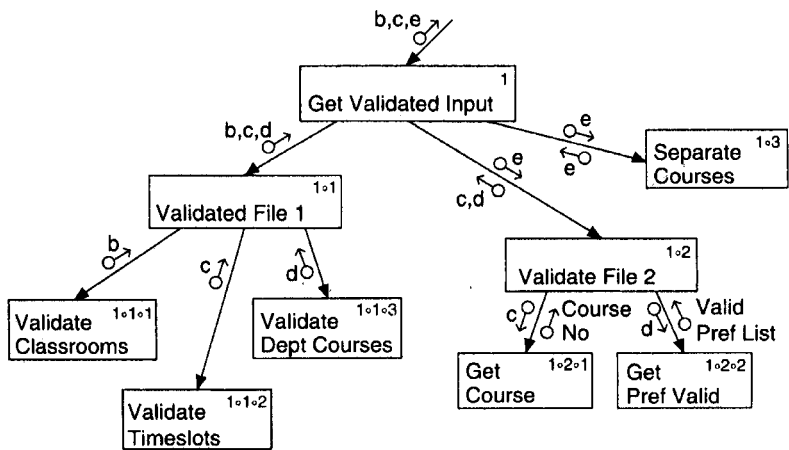 b,c,e
1
Get Validated Input
b,c,d
e
e
1∘3
Separate
Courses
e
c,d
1∘1
Validated File 1
b
c
d
1∘2
Validate File 2
1∘1∘1
Validate
Classrooms
1∘1∘3
Validate
Dept Courses
c
Course
No
d
Valid
Pref List
1∘2∘1
Get
Course
1∘2∘2
Get
Pref Valid
1∘1∘2
Validate
Timeslots